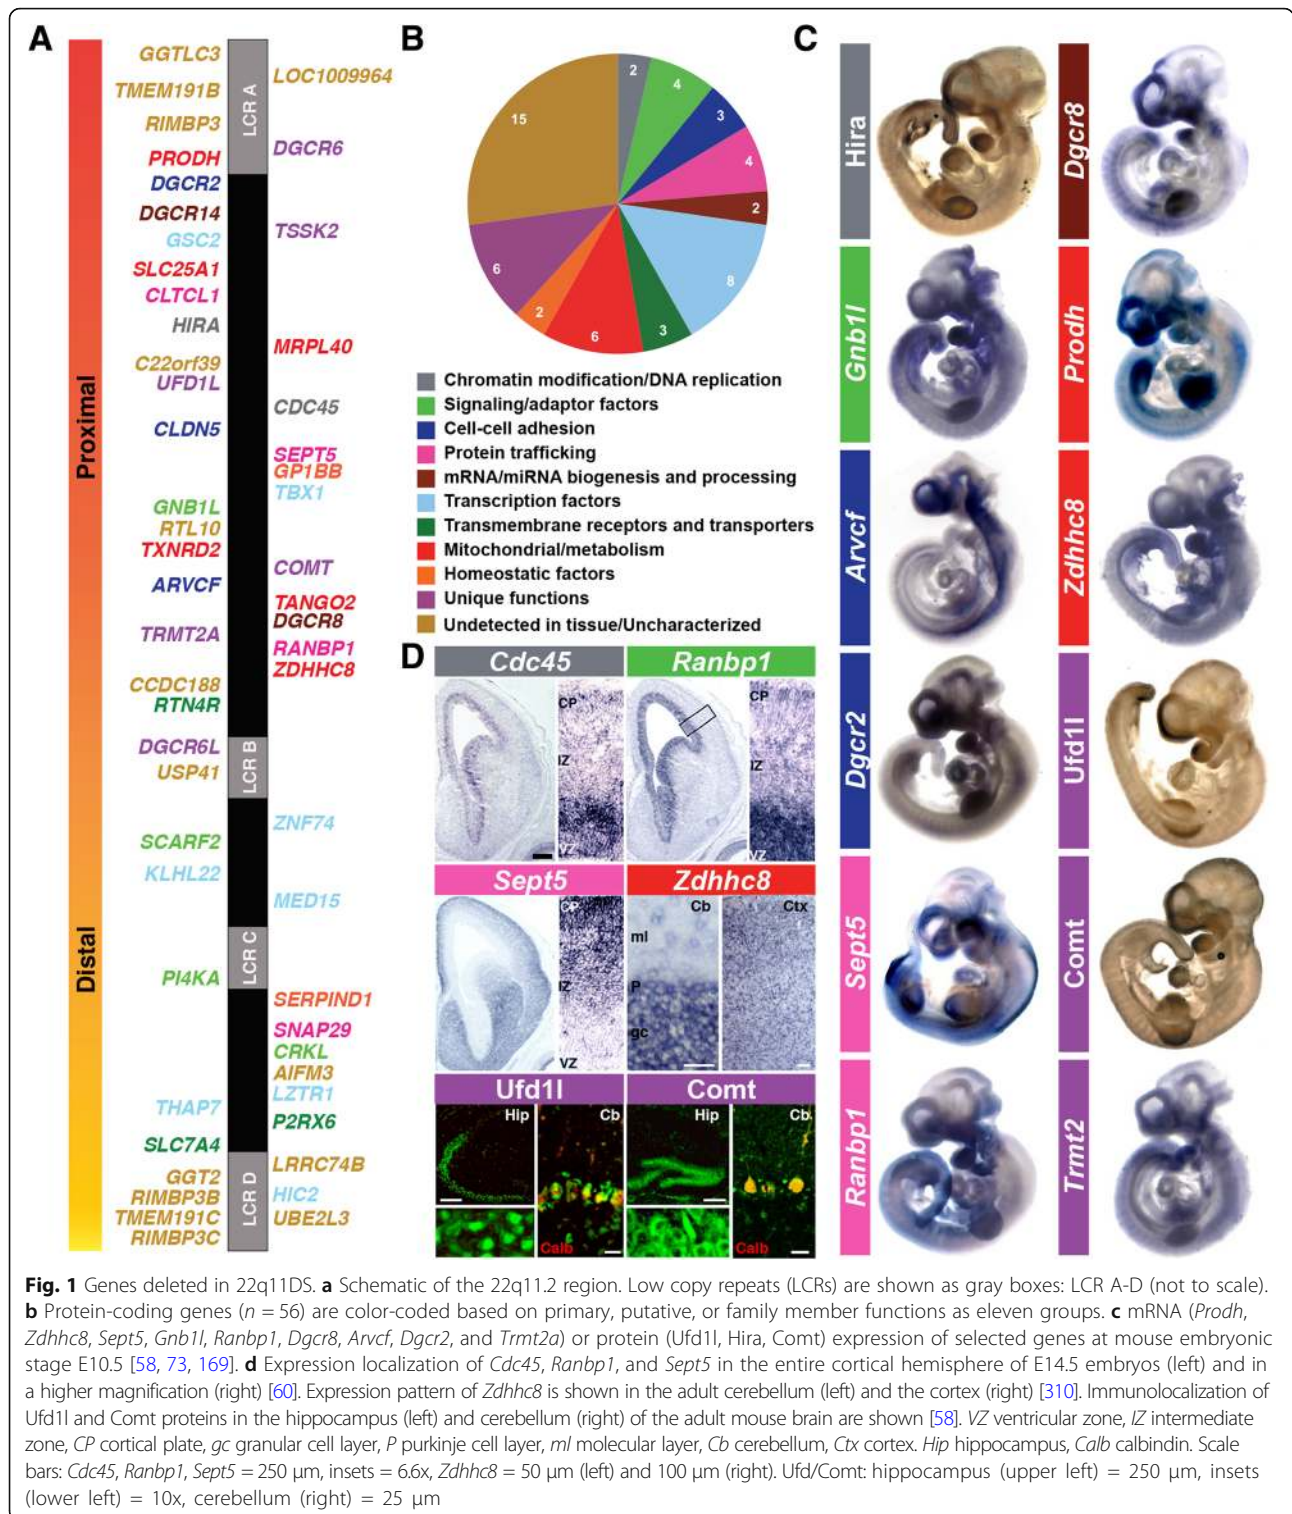 A
Proximal
Distal
GGTLC3
TMEM191B
RIMBP3
PRODH
DGCR2
DGCR14
GSC2
SLC25A1
CLTCL1
HIRA
C22orf39
UFD1L
CLDN5
GNB1L
RTL10
TXNRD2
ARVCF
TRMT2A
CCDC188
RTN4R
DGCR6L
USP41
SCARF2
KLHL22
PI4KA
THAP7
SLC7A4
GGT2
RIMBP3B
TMEM191C
RIMBP3C
LCR A
LCR B
LCR C
LCR D
LOC1009964
DGCR6
TSSK2
MRPL40
CDC45
SEPT5
GP1BB
TBX1
COMT
TANGO2
DGCR8
RANBP1
ZDHHC8
ZNF74
MED15
SERPIND1
SNAP29
CRKL
AIFM3
LZTR1
P2RX6
LRRC74B
HIC2
UBE2L3
B
2
4
3
4
2
8
3
6
2
6
15
Chromatin modification/DNA replication
Signaling/adaptor factors
Cell-cell adhesion
Protein trafficking
mRNA/miRNA biogenesis and processing
Transcription factors
Transmembrane receptors and transporters
Mitochondrial/metabolism
Homeostatic factors
Unique functions
Undetected in tissue/Uncharacterized
C
Hira
Dgcr8
Gnb1l
Prodh
Arvcf
Zdhhc8
Dgcr2
Ufd1l
Sept5
Comt
Ranbp1
Trmt2
D
Cdc45
Ranbp1
CP
IZ
VZ
CP
IZ
VZ
Sept5
Zdhhc8
CP
IZ
VZ
Cb
ml
P
gc
Ctx
Ufd1l
Comt
Hip
Cb
Calb
Hip
Cb
Calb
Fig. 1 Genes deleted in 22q11DS. a Schematic of the 22q11.2 region. Low copy repeats (LCRs) are shown as gray boxes: LCR A-D (not to scale).
b Protein-coding genes (n = 56) are color-coded based on primary, putative, or family member functions as eleven groups. c mRNA (Prodh,
Zdhhc8, Sept5, Gnb1l, Ranbp1, Dgcr8, Arvcf, Dgcr2, and Trmt2a) or protein (Ufd1l, Hira, Comt) expression of selected genes at mouse embryonic
stage E10.5 [58, 73, 169]. d Expression localization of Cdc45, Ranbp1, and Sept5 in the entire cortical hemisphere of E14.5 embryos (left) and in
a higher magnification (right) [60]. Expression pattern of Zdhhc8 is shown in the adult cerebellum (left) and the cortex (right) [310]. Immunolocalization of
Ufd1l and Comt proteins in the hippocampus (left) and cerebellum (right) of the adult mouse brain are shown [58]. VZ ventricular zone, IZ intermediate
zone, CP cortical plate, gc granular cell layer, P purkinje cell layer, ml molecular layer, Cb cerebellum, Ctx cortex. Hip hippocampus, Calb calbindin. Scale
bars: Cdc45, Ranbp1, Sept5 = 250 μm, insets = 6.6x, Zdhhc8 = 50 μm (left) and 100 μm (right). Ufd/Comt: hippocampus (upper left) = 250 μm, insets
(lower left) = 10x, cerebellum (right) = 25 μm